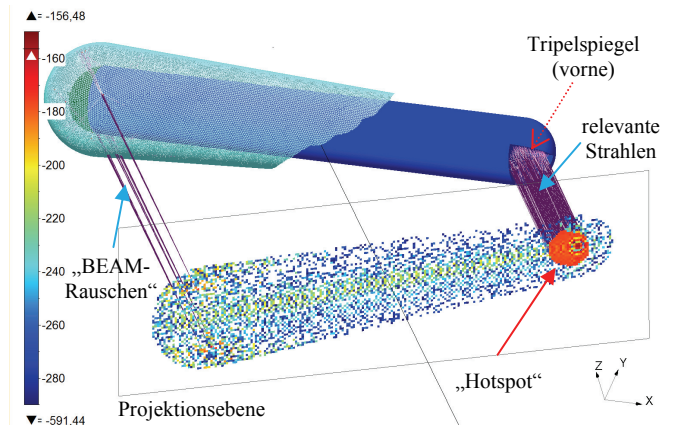 ▲= -156,48
-160
-180
-200
-220
-240
-260
-280
▼= -591,44
Tripelspiegel
(vorne)
relevante
Strahlen
„BEAM-
Rauschen“
„Hotspot“
Projektionsebene
Z
Y
X